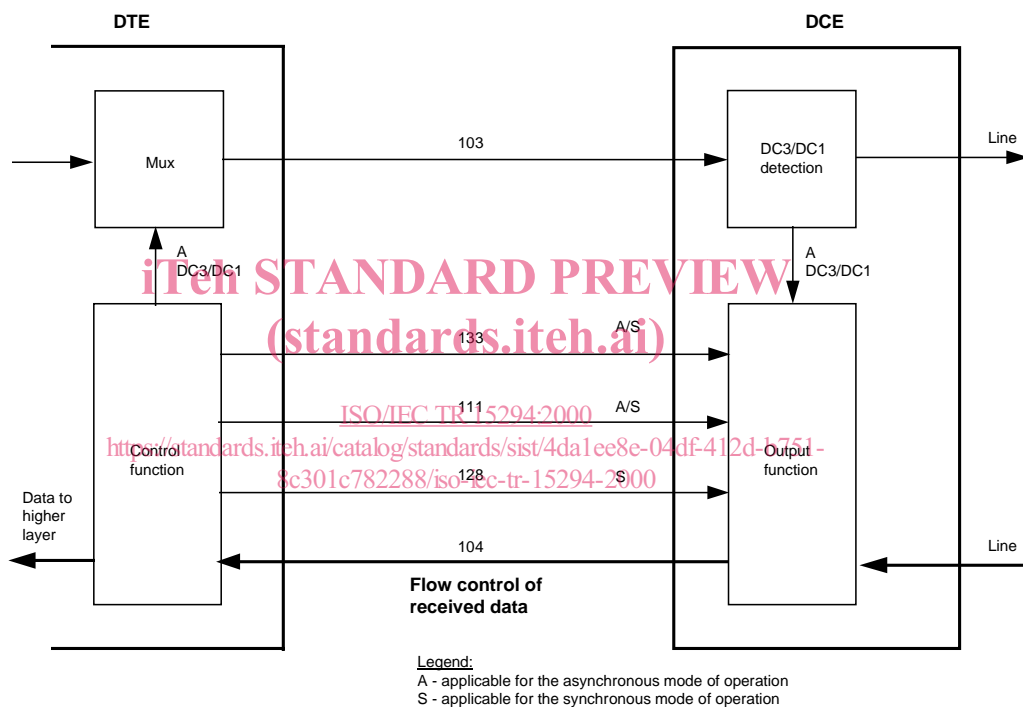 DTE
DCE
103
Line
Mux
DC3/DC1
detection
A
DC3/DC1
A
DC3/DC1
iTeh STANDARD PREVIEW
(standards.iteh.ai)
133
A/S
ISO/IEC TR 15294:2000
111
A/S
https://standards.iteh.ai/catalog/standards/sist/4da1ee8e-04df-412d-b751-
8c301c782288/iso-iec-tr-15294-2000
Control
function
Output
function
128
S
Data to
higher
layer
104
Line
Flow control of
received data
Legend:
A - applicable for the asynchronous mode of operation
S - applicable for the synchronous mode of operation